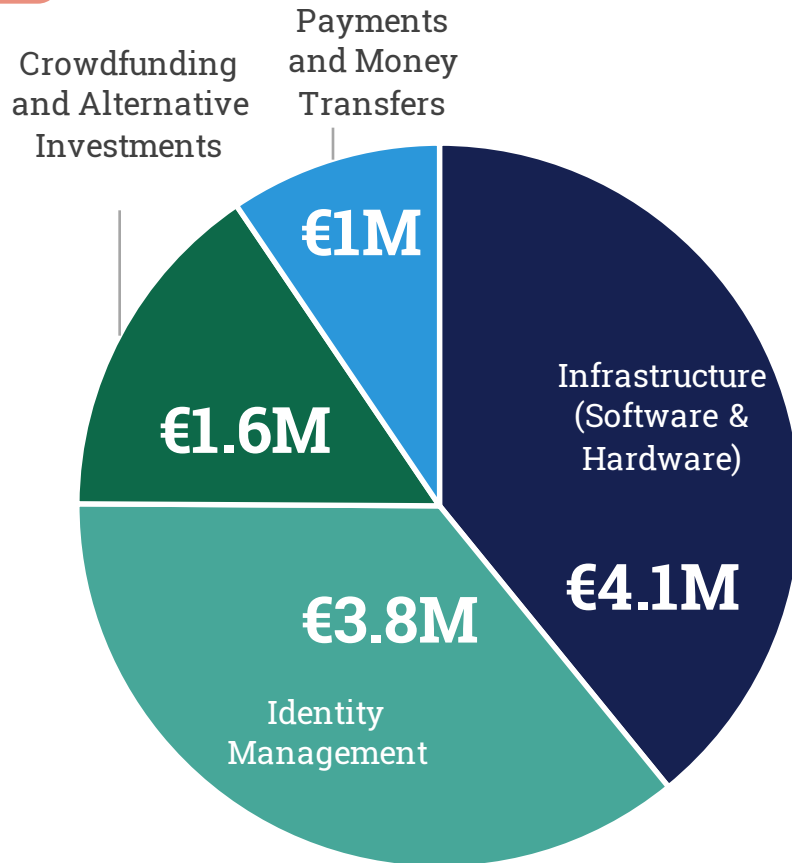 Payments
and Money
Transfers
Crowdfunding
and Alternative
Investments
€1M
Infrastructure
(Software &
Hardware)
€1.6M
€4.1M
€3.8M
Identity
Management